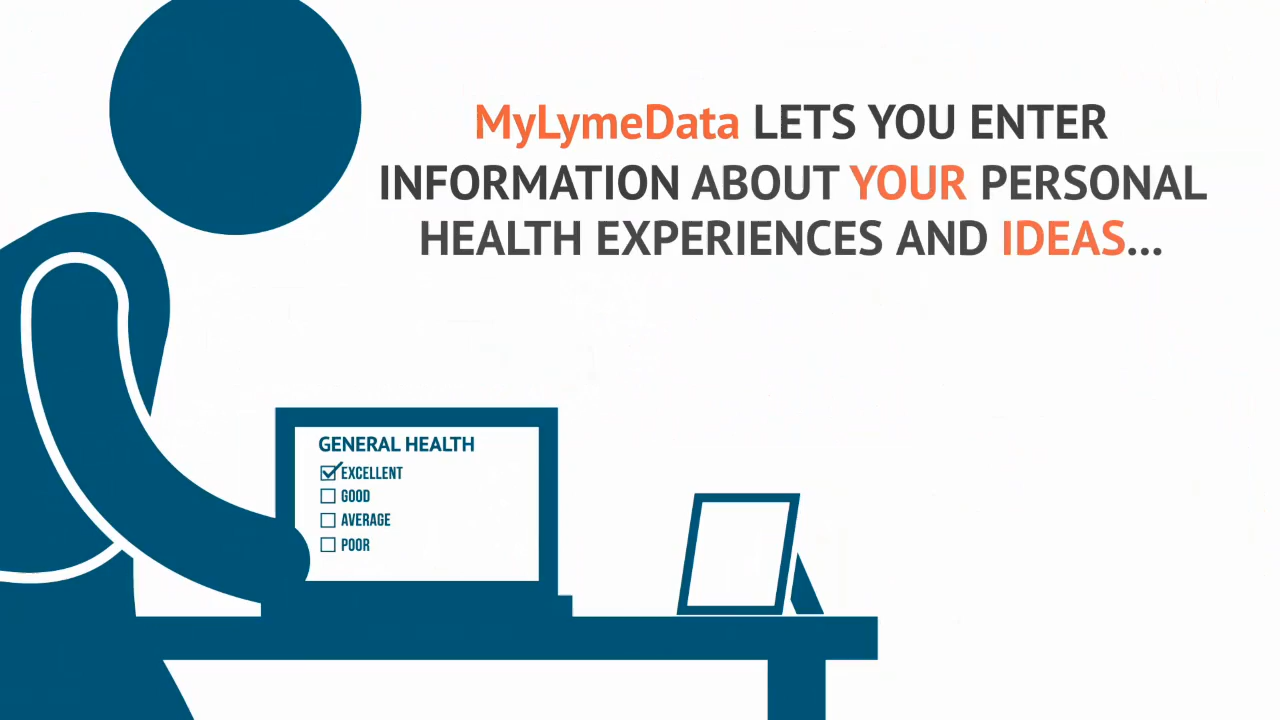 MyLymeData LETS YOU ENTER
INFORMATION ABOUT YOUR PERSONAL
HEALTH EXPERIENCES AND IDEAS...
GENERAL HEALTH
EXCELLENT
GOOD
AVERAGE
POOR